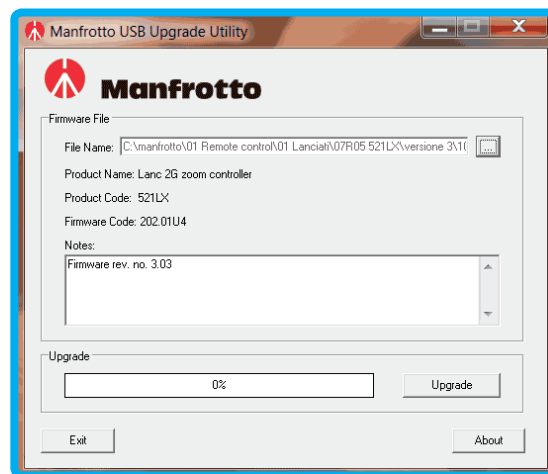 Manfrotto USB Upgrade Utility
Manfrotto
Firmware File
File Name: C:\manfrotto\01 Remote control\01 Lanciati\07R05 521LX\versione 3\1(
...
Product Name: Lanc 2G zoom controller
Product Code: 521LX
Firmware Code: 202.01U4
Notes:
Firmware rev. no. 3.03
Upgrade
0%
Upgrade
Exit
About